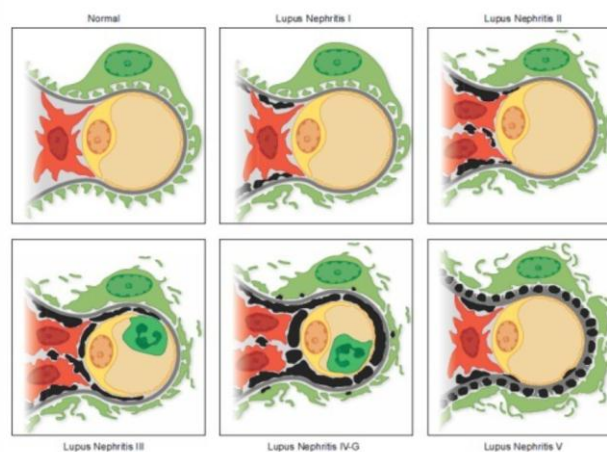 Normal
Lupus Nephritis I
Lupus Nephritis II
Lupus Nephritis III
Lupus Nephritis IV-G
Lupus Nephritis V